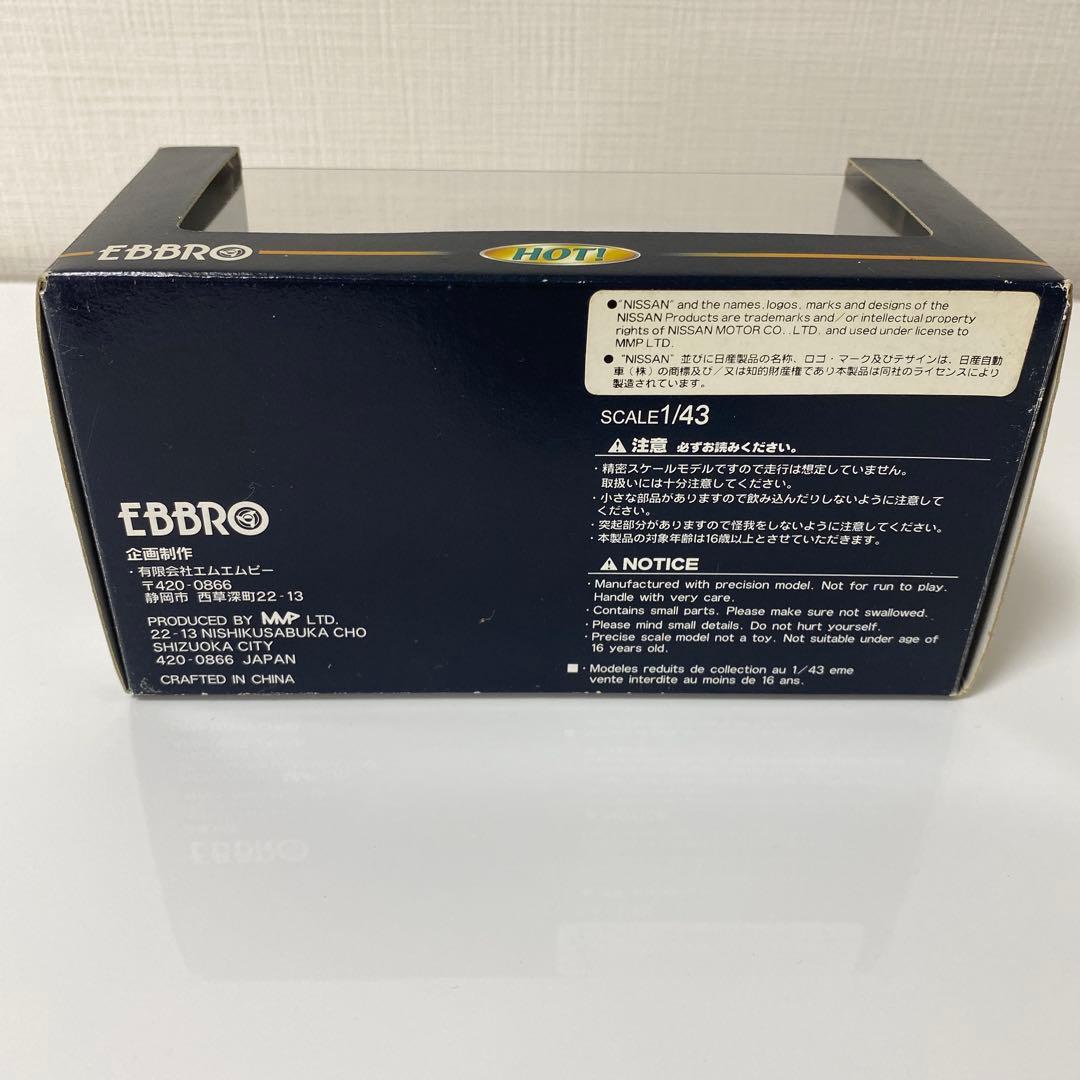 EBBRO
HOT!
●"NISSAN" and the names, logos, marks and designs of the
NISSAN Products are trademarks and/or intellectual property
rights of NISSAN MOTOR CO., LTD. and used under license to
MMP LTD.
● "NISSAN" 並びに日産製品の名称、ロゴ・マーク及びデザインは、日産自動
車(株)の商標及び/又は知的財産権であり本製品は同社のライセンスにより
製造されています。
SCALE1/43
⚠注意 必ずお読みください。
・精密スケールモデルですので走行は想定していません。
取扱いには十分注意してください。
・小さな部品がありますので飲み込んだりしないように注意して
ください。
・突起部分がありますので怪我をしないように注意してください。
・本製品の対象年齢は16歳以上とさせていただきます。
⚠NOTICE
・Manufactured with precision model. Not for run to play.
Handle with very care.
・Contains small parts. Please make sure not swallowed.
・Please mind small details. Do not hurt yourself.
・Precise scale model not a toy. Not suitable under age of
16 years old.
■・Modeles reduits de collection au 1/43 eme
vente interdite au moins de 16 ans.
EBBRO
企画制作
・有限会社エムエムピー
〒420-0866
静岡市 西草深町22-13
PRODUCED BY MMP LTD.
22-13 NISHIKUSABUKA CHO
SHIZUOKA CITY
420-0866 JAPAN
CRAFTED IN CHINA